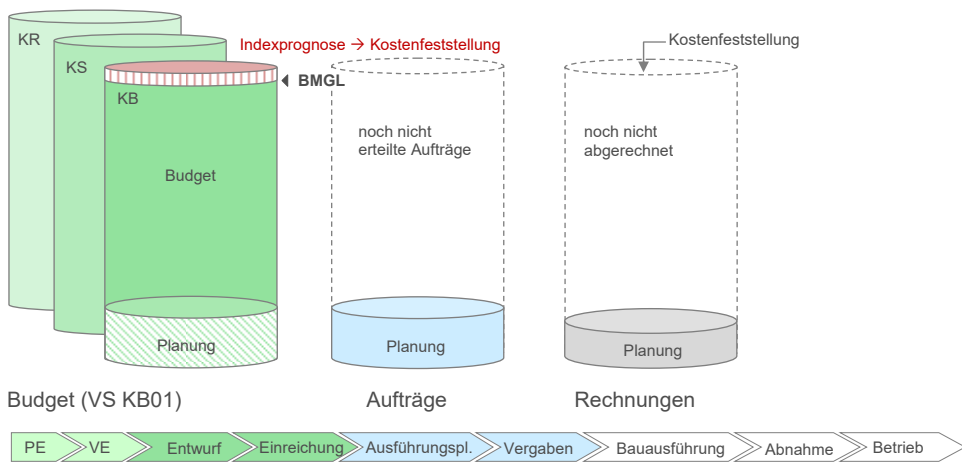 KR
KS
KB
Indexprognose → Kostenfeststellung
BMGL
Budget
Planung
noch nicht
erteilte Aufträge
Planung
Kostenfeststellung
noch nicht
abgerechnet
Planung
Budget (VS KB01)
Aufträge
Rechnungen
PE
VE
Entwurf
Einreichung
Ausführungspl.
Vergaben
Bauausführung
Abnahme
Betrieb